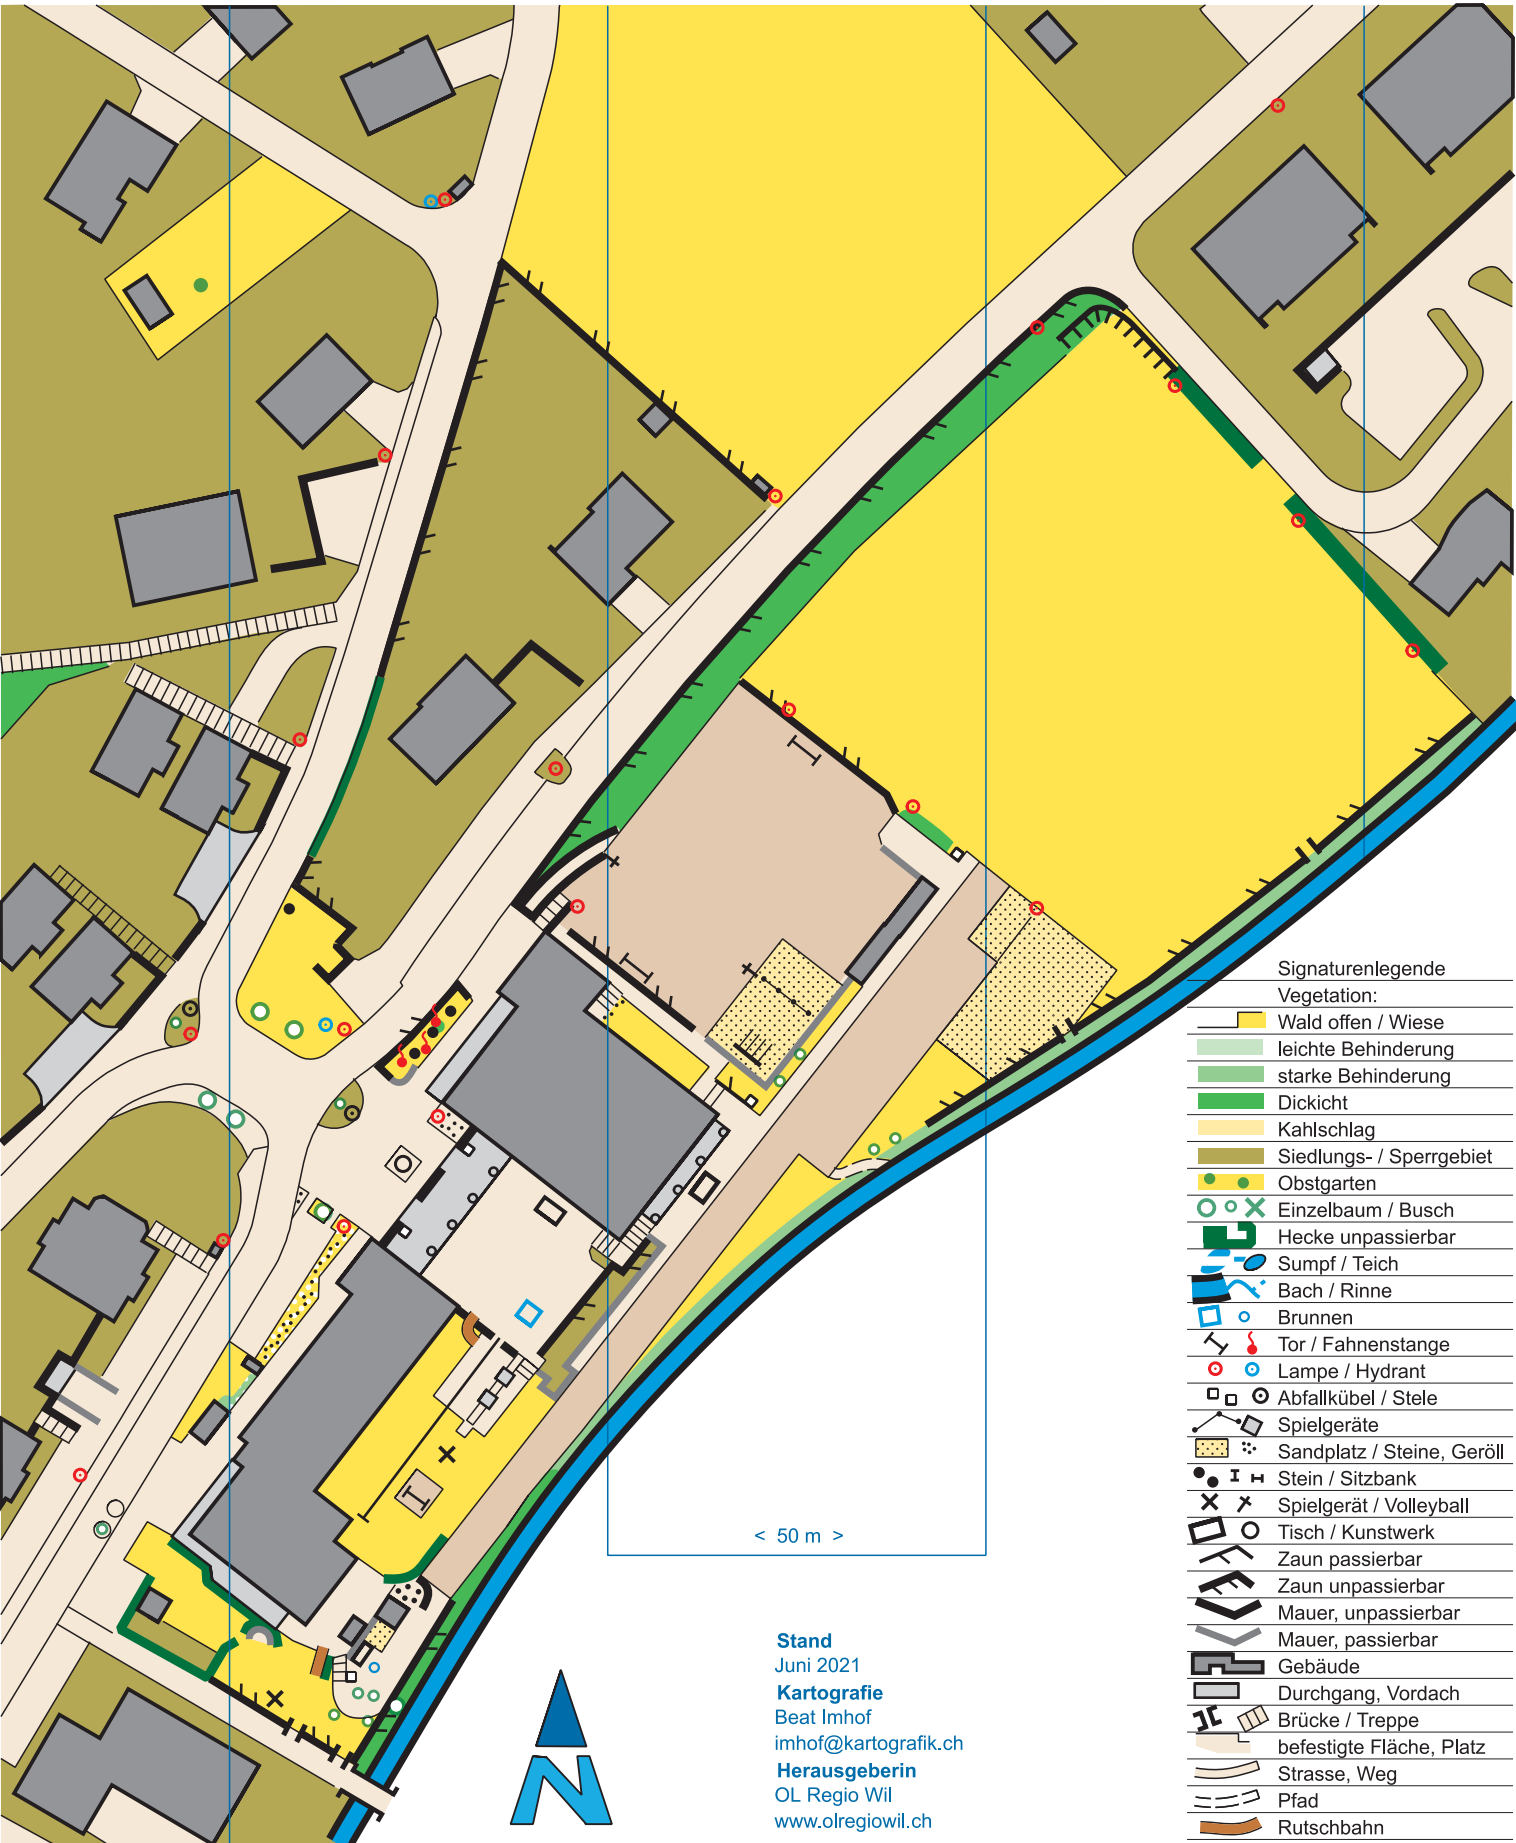 Signaturenlegende
Vegetation:
Wald offen / Wiese
leichte Behinderung
starke Behinderung
Dickicht
Kahlschlag
Siedlungs- / Sperrgebiet
Obstgarten
Einzelbaum / Busch
Hecke unpassierbar
Sumpf / Teich
Bach / Rinne
Brunnen
Tor / Fahnenstange
Lampe / Hydrant
Abfallkübel / Stele
Spielgeräte
Sandplatz / Steine, Geröll
Stein / Sitzbank
Spielgerät / Volleyball
Tisch / Kunstwerk
Zaun passierbar
Zaun unpassierbar
Mauer, unpassierbar
Mauer, passierbar
Gebäude
Durchgang, Vordach
Brücke / Treppe
befestigte Fläche, Platz
Strasse, Weg
Pfad
Rutschbahn
< 50 m >
Stand
Juni 2021
Kartografie
Beat Imhof
imhof@kartografik.ch
Herausgeberin
OL Regio Wil
www.olregiowil.ch
N